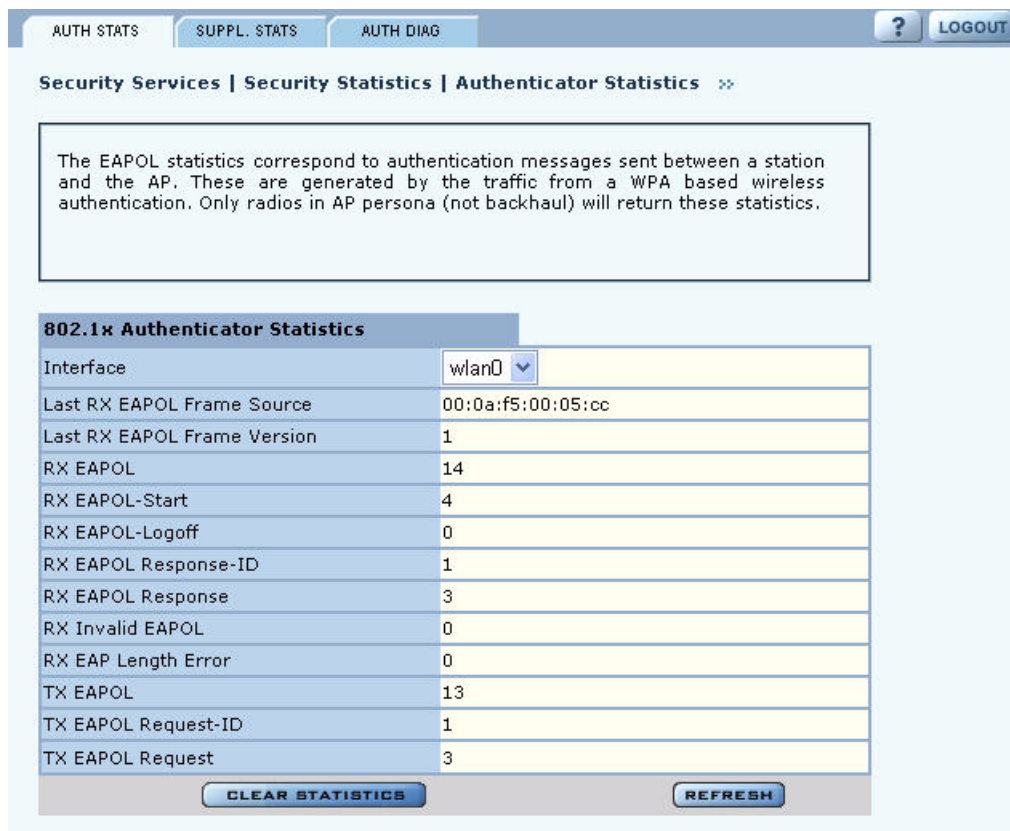 AUTH STATS SUPPL. STATS AUTH DIAG ? LOGOUT
Security Services | Security Statistics | Authenticator Statistics »
The EAPOL statistics correspond to authentication messages sent between a station
and the AP. These are generated by the traffic from a WPA based wireless
authentication. Only radios in AP persona (not backhaul) will return these statistics.
802.1x Authenticator Statistics
Interface wlan0
Last RX EAPOL Frame Source 00:0a:f5:00:05:cc
Last RX EAPOL Frame Version 1
RX EAPOL 14
RX EAPOL-Start 4
RX EAPOL-Logoff 0
RX EAPOL Response-ID 1
RX EAPOL Response 3
RX Invalid EAPOL 0
RX EAP Length Error 0
TX EAPOL 13
TX EAPOL Request-ID 1
TX EAPOL Request 3
CLEAR STATISTICS REFRESH